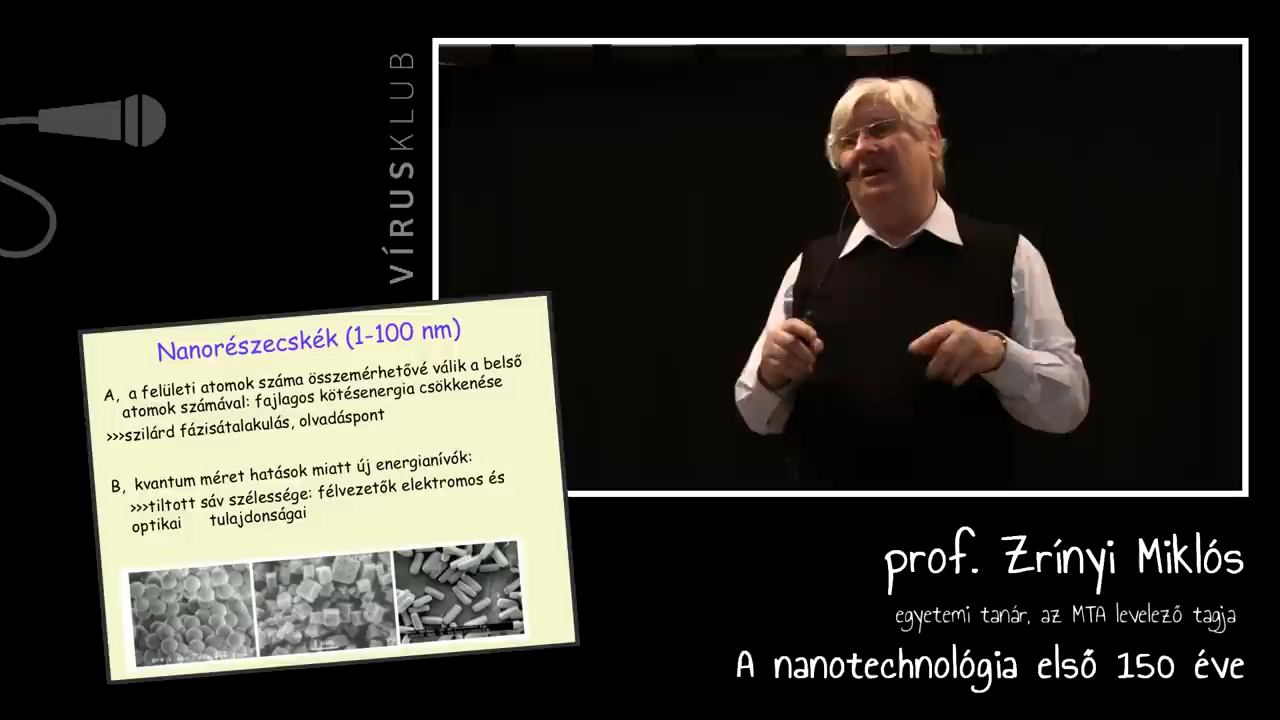 VÍRUSKLUB
Nanorészecskék (1-100 nm)
A, a felületi atomok száma összemérhetővé válik a belső
atomok számával: fajlagos kötésenergia csökkenése
>>>szilárd fázisátalakulás, olvadáspont
B, kvantum méret hatások miatt új energianívók:
>>>tiltott sáv szélessége: félvezetők elektromos és
optikai tulajdonságai
prof. Zrínyi Miklós
egyetemi tanár, az MTA levelező tagja
A nanotechnológia első 150 éve